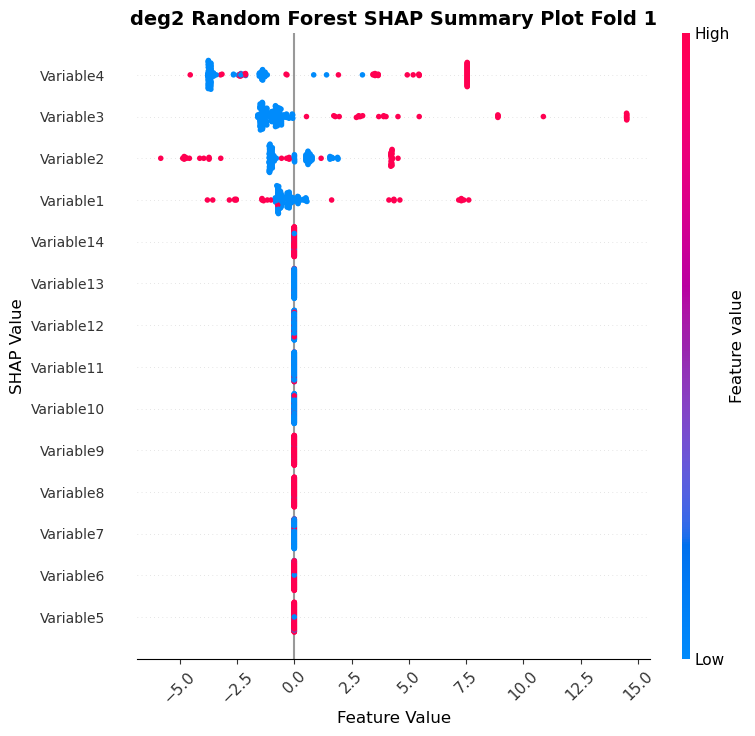 deg2 Random Forest SHAP Summary Plot Fold 1
High
Variable4
Variable3
Variable2
Variable1
Variable14
Variable13
Variable12
Variable11
Variable10
Variable9
Variable8
Variable7
Variable6
Variable5
SHAP Value
Feature value
Low
−5.0
−2.5
0.0
2.5
5.0
7.5
10.0
12.5
15.0
Feature Value